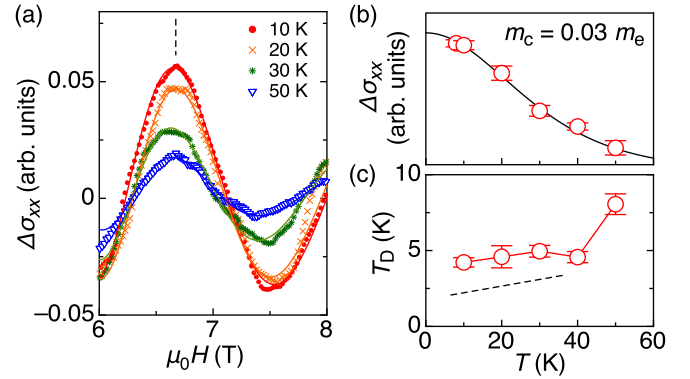 (a)
10 K
20 K
30 K
50 K
0.05
0
−0.05
Δσxx (arb. units)
6
7
8
μ0H (T)
(b)
mc = 0.03 me
Δσxx
(arb. units)
(c)
10
5
0
TD (K)
0
20
40
60
T (K)